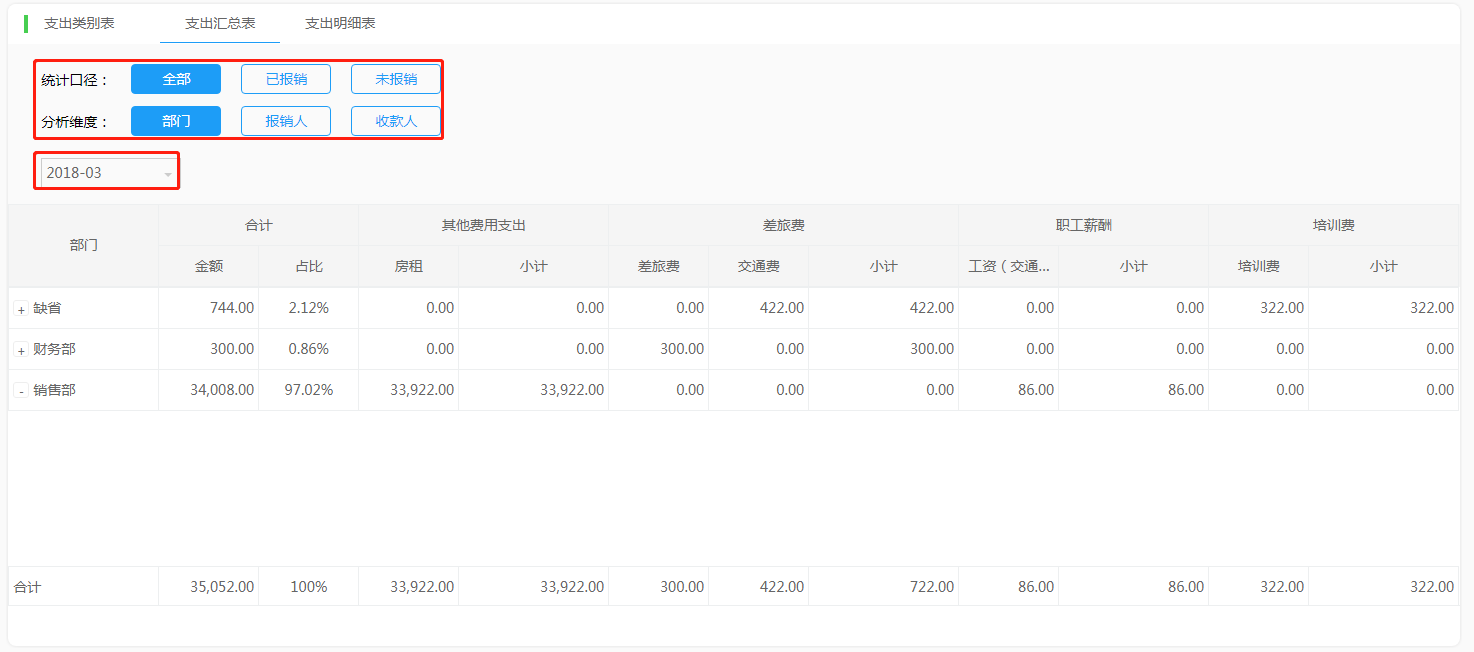 支出类别表 支出汇总表 支出明细表
统计口径： 全部 已报销 未报销
分析维度： 部门 报销人 收款人
2018-03
部门 合计 其他费用支出 差旅费 职工薪酬 培训费
金额 占比 房租 小计 差旅费 交通费 小计 工资（交通... 小计 培训费 小计
+ 缺省 744.00 2.12% 0.00 0.00 0.00 422.00 422.00 0.00 0.00 322.00 322.00
+ 财务部 300.00 0.86% 0.00 0.00 300.00 0.00 300.00 0.00 0.00 0.00 0.00
- 销售部 34,008.00 97.02% 33,922.00 33,922.00 0.00 0.00 0.00 86.00 86.00 0.00 0.00
合计 35,052.00 100% 33,922.00 33,922.00 300.00 422.00 722.00 86.00 86.00 322.00 322.00